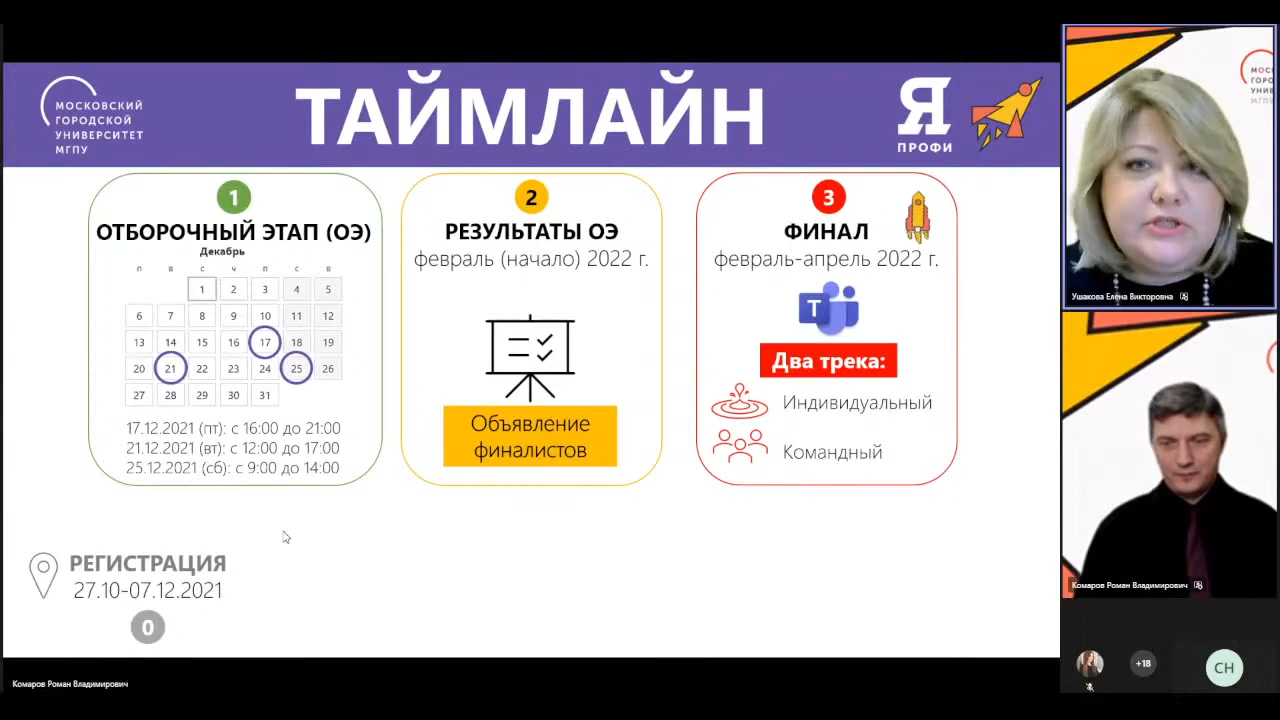 МОСКОВСКИЙ
ГОРОДСКОЙ
УНИВЕРСИТЕТ
МГПУ
ТАЙМЛАЙН
Я
ПРОФИ
1
ОТБОРОЧНЫЙ ЭТАП (ОЭ)
Декабрь
п в с ч п с в
1 2 3 4 5
6 7 8 9 10 11 12
13 14 15 16 17 18 19
20 21 22 23 24 25 26
27 28 29 30 31
17.12.2021 (пт): с 16:00 до 21:00
21.12.2021 (вт): с 12:00 до 17:00
25.12.2021 (сб): с 9:00 до 14:00
2
РЕЗУЛЬТАТЫ ОЭ
февраль (начало) 2022 г.
Объявление
финалистов
3
ФИНАЛ
февраль-апрель 2022 г.
T
Два трека:
Индивидуальный
Командный
РЕГИСТРАЦИЯ
27.10-07.12.2021
0
Комаров Роман Владимирович
Ушакова Елена Викторовна
Комаров Роман Владимирович
+18
СН